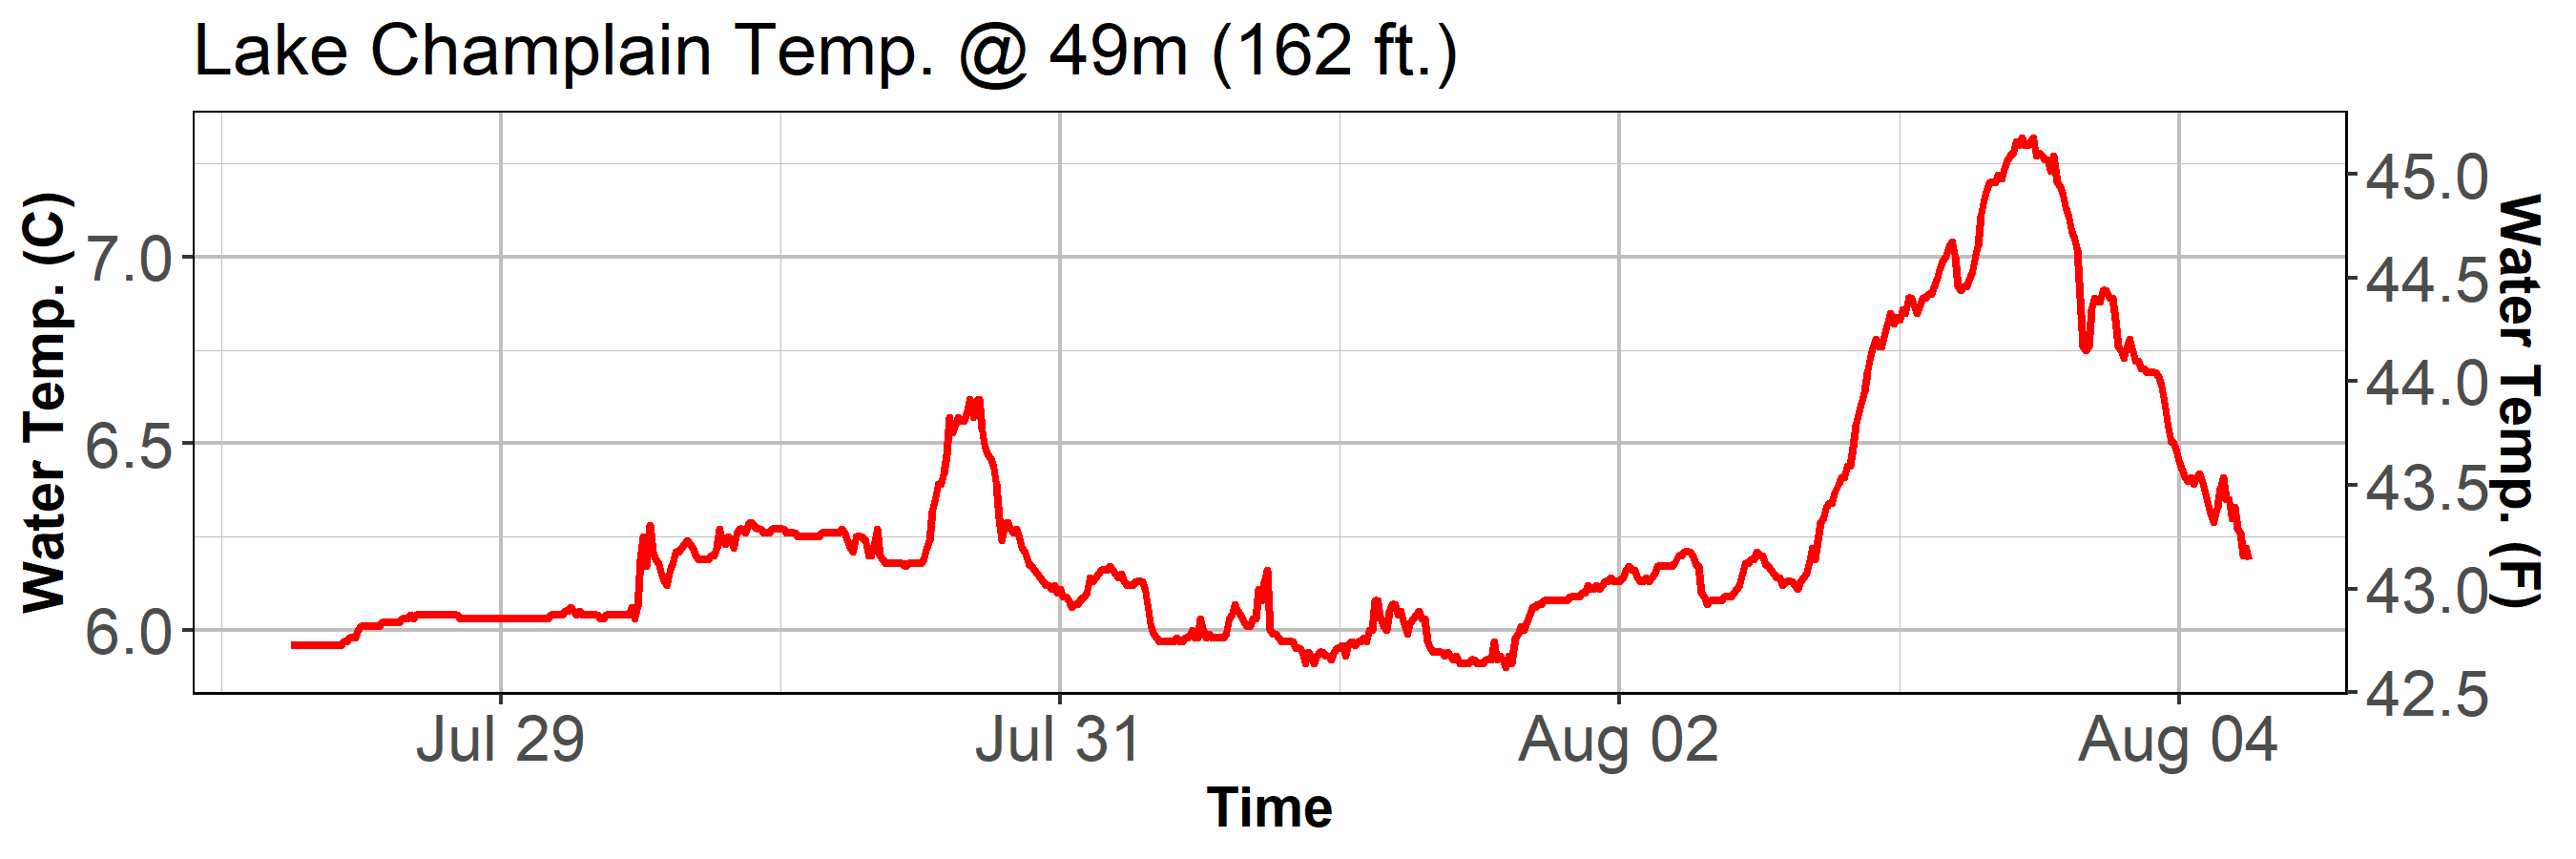 Lake Champlain Temp. @ 49m (162 ft.)
Water Temp. (C)
7.0
6.5
6.0
45.0
44.5
44.0
43.5
43.0
42.5
Water Temp. (F)
Jul 29 Jul 31 Aug 02 Aug 04
Time